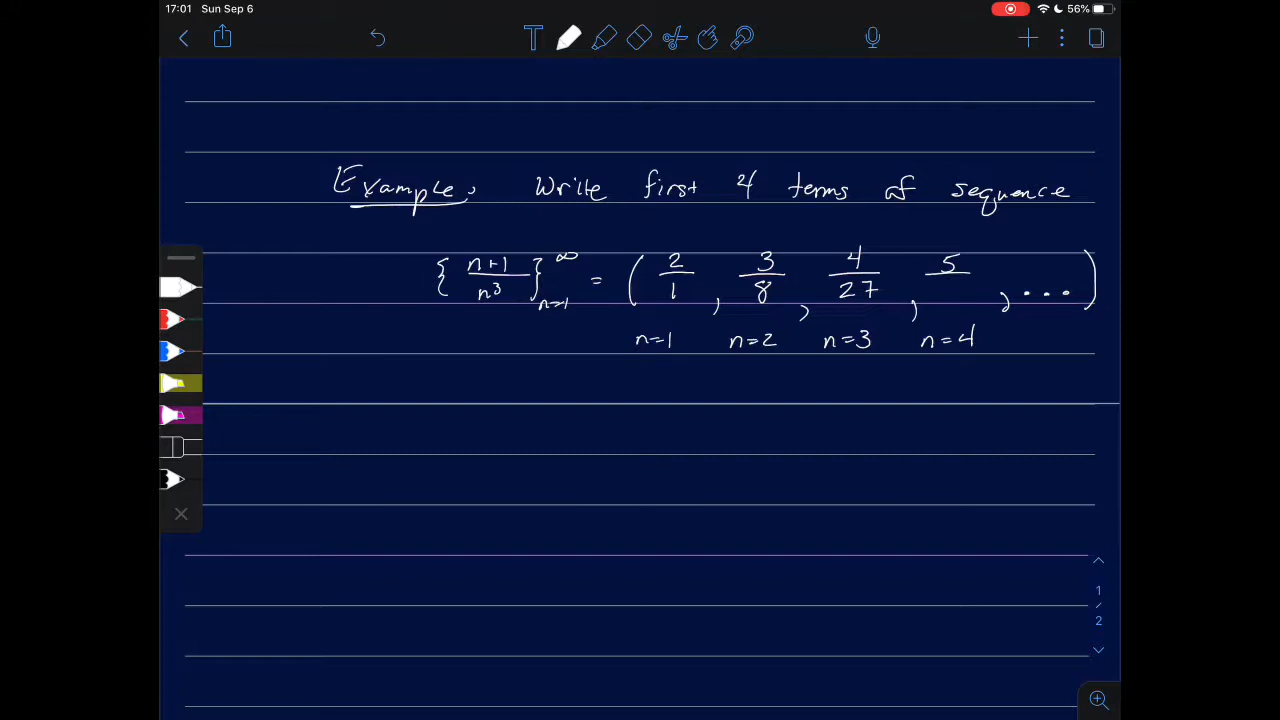 17:01 Sun Sep 6 56%
T
Example. Write first 4 terms of sequence
{ n+1 / n³ }_{n=1}^{∞} = ( 2/1 , 3/8 , 4/27 , 5/ , ... )
n=1 n=2 n=3 n=4
1
/
2